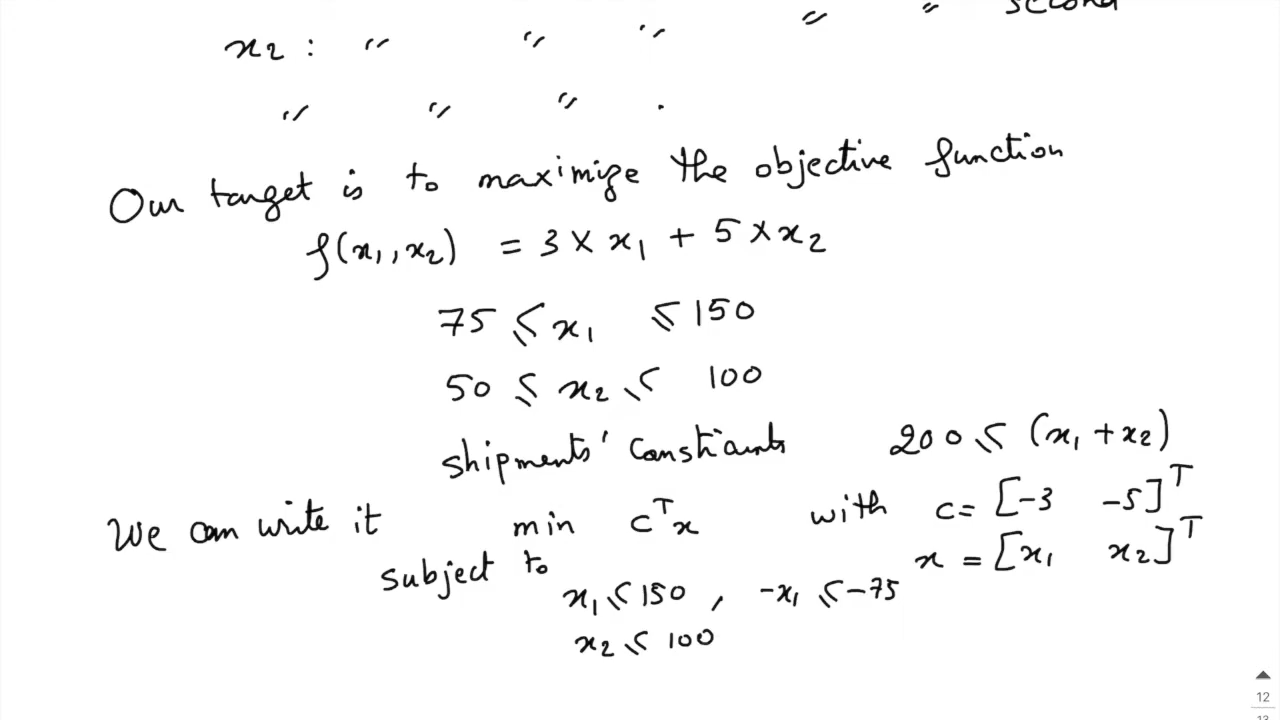 second
x₂ : " " " " "
" " " .
Our target is to maximize the objective function
f(x₁, x₂) = 3 × x₁ + 5 × x₂
75 ≤ x₁ ≤ 150
50 ≤ x₂ ≤ 100
shipments' constraints 200 ≤ (x₁ + x₂)
We can write it min cᵀx with c = [-3 -5]ᵀ
subject to x = [x₁ x₂]ᵀ
x₁ ≤ 150 , -x₁ ≤ -75
x₂ ≤ 100
12
13